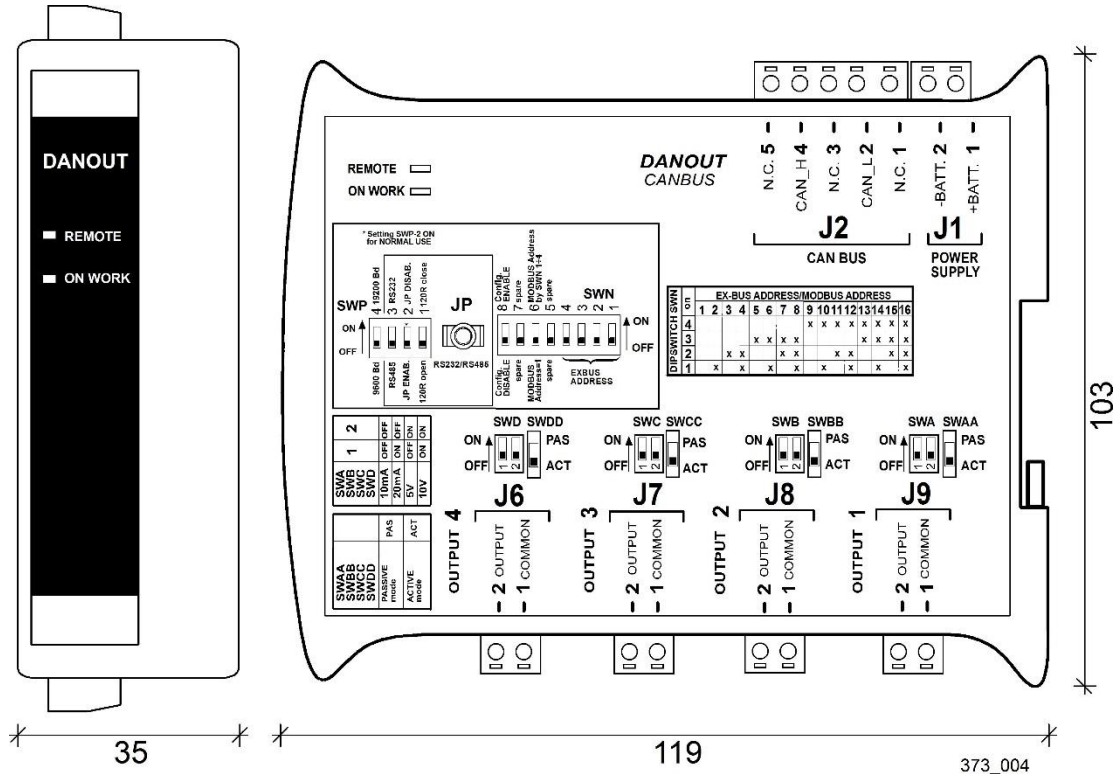 DANOUT
REMOTE
ON WORK
35
REMOTE
ON WORK
DANOUT
CANBUS
N.C. 5
CAN_H 4
N.C. 3
CAN_L 2
N.C. 1
-BATT. 2
+BATT. 1
J2
CAN BUS
J1
POWER
SUPPLY
* Setting SWP-2 ON
for NORMAL USE
SWP
ON
OFF
4 19200 Bd
3 RS232
2 JP DISAB.
1 120R close
9600 Bd
RS485
JP ENAB.
120R open
JP
RS232/RS485
8 Config. ENABLE
7 spare
6 MODBUS Address by SWN 1÷4
5 spare
4
3
2
1
SWN
ON
OFF
Config. DISABLE
spare
MODBUS Address=1
spare
EXBUS
ADDRESS
DIPSWITCH SWN
on
EX-BUS ADDRESS/MODBUS ADDRESS
1 2 3 4 5 6 7 8 9 10 11 12 13 14 15 16
4 x x x x x x x x
3 x x x x x x x x
2 x x x x x x x x
1 x x x x x x x x
SWA SWB SWC SWD 1 2
10mA OFF OFF
20mA ON OFF
5V OFF ON
10V ON ON
SWAA SWBB SWCC SWDD
PASSIVE mode PAS
ACTIVE mode ACT
SWD SWDD
ON PAS
OFF ACT
1 2
J6
OUTPUT 4
2 OUTPUT
1 COMMON
SWC SWCC
ON PAS
OFF ACT
1 2
J7
OUTPUT 3
2 OUTPUT
1 COMMON
SWB SWBB
ON PAS
OFF ACT
1 2
J8
OUTPUT 2
2 OUTPUT
1 COMMON
SWA SWAA
ON PAS
OFF ACT
1 2
J9
OUTPUT 1
2 OUTPUT
1 COMMON
103
119
373_004